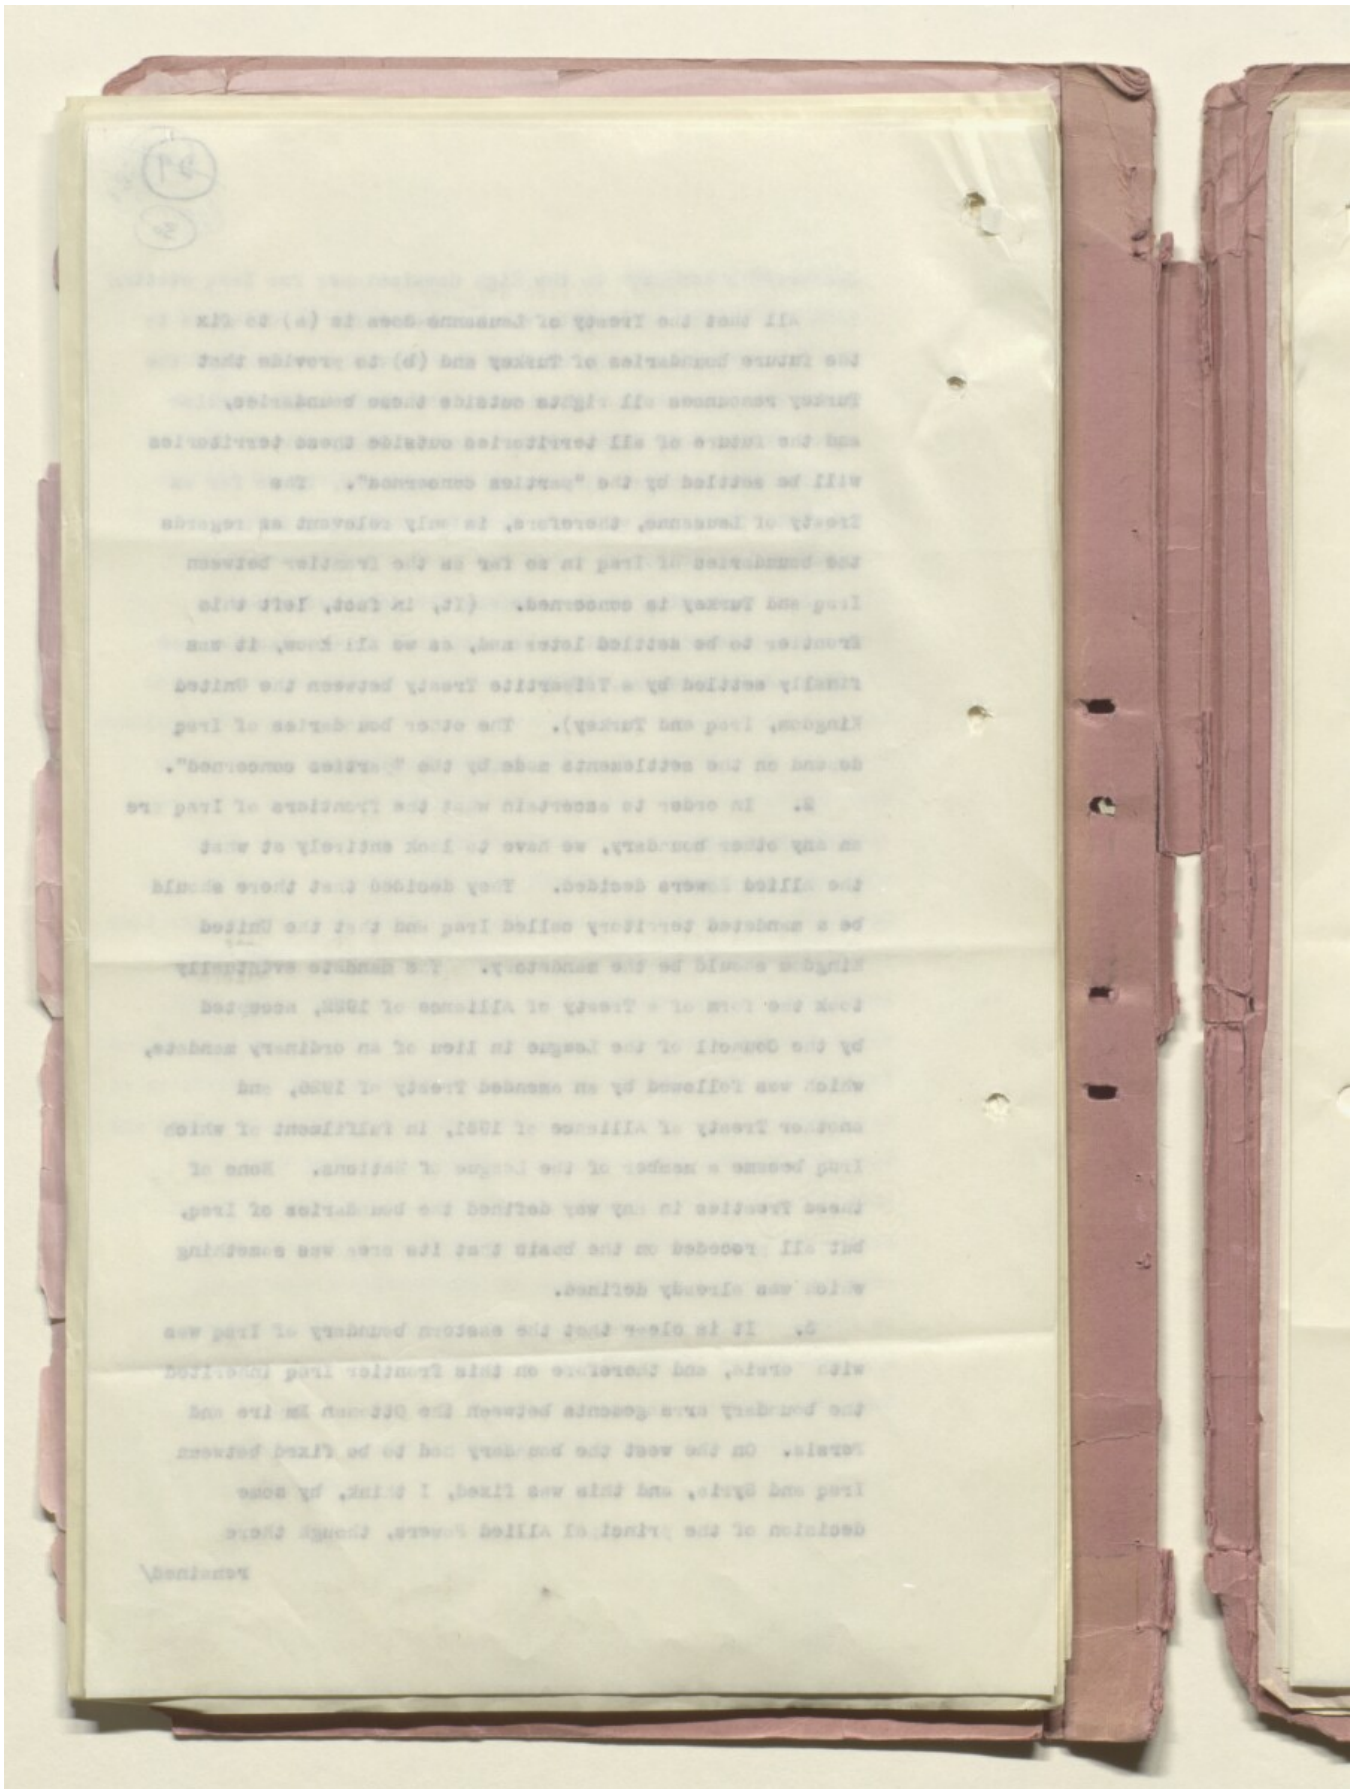 All that the Treaty of Lausanne does is (a) to fix
the future boundaries of Turkey and (b) to provide that
Turkey renounces all rights outside these boundaries,
and the future of all territories outside these territories
will be settled by the "parties concerned". The
Treaty of Lausanne, therefore, is only relevant as regards
the boundaries of Iraq in so far as the frontier between
Iraq and Turkey is concerned. (It, in fact, left this
frontier to be settled later and, as we all know, it was
finally settled by a Tripartite Treaty between the United
Kingdom, Iraq and Turkey). The other boundaries of Iraq
depend on the settlements made by the "parties concerned".
2. In order to ascertain what the frontiers of Iraq are
on any other boundary, we have to look entirely at what
the Allied Powers decided. They decided that there should
be a mandated territory called Iraq and that the United
Kingdom should be the mandatory. The mandate eventually
took the form of a Treaty of Alliance of 1922, accepted
by the Council of the League in lieu of an ordinary mandate,
which was followed by an amended Treaty of 1926, and
another Treaty of Alliance of 1931, in fulfilment of which
Iraq became a member of the League of Nations. None of
these Treaties in any way defined the boundaries of Iraq,
but all proceeded on the basis that its area was something
which was already defined.
3. It is clear that the eastern boundary of Iraq was
with Persia, and therefore on this frontier Iraq inherited
the boundary arrangements between the Ottoman Empire and
Persia. On the west the boundary had to be fixed between
Iraq and Syria, and this was fixed, I think, by some
decision of the principal Allied Powers, though there
remained/